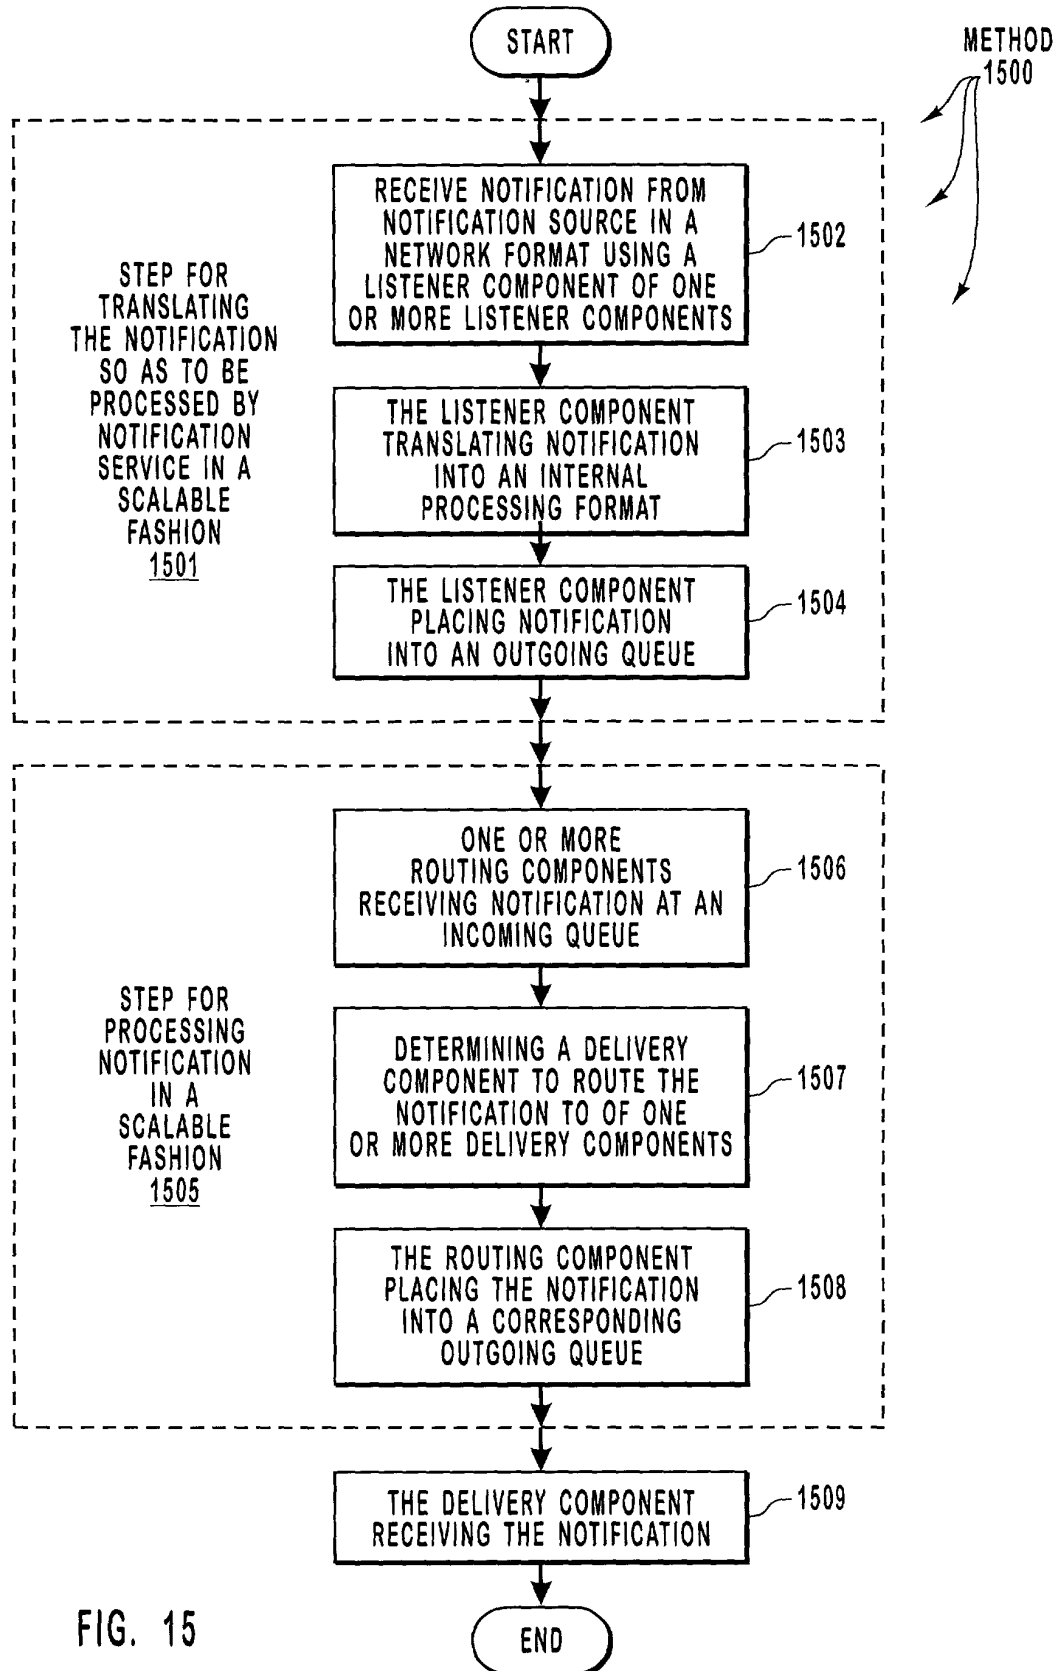 START
METHOD
1500
STEP FOR
TRANSLATING
THE NOTIFICATION
SO AS TO BE
PROCESSED BY
NOTIFICATION
SERVICE IN A
SCALABLE
FASHION
1501
RECEIVE NOTIFICATION FROM
NOTIFICATION SOURCE IN A
NETWORK FORMAT USING A
LISTENER COMPONENT OF ONE
OR MORE LISTENER COMPONENTS
1502
THE LISTENER COMPONENT
TRANSLATING NOTIFICATION
INTO AN INTERNAL
PROCESSING FORMAT
1503
THE LISTENER COMPONENT
PLACING NOTIFICATION
INTO AN OUTGOING QUEUE
1504
STEP FOR
PROCESSING
NOTIFICATION
IN A
SCALABLE
FASHION
1505
ONE OR MORE
ROUTING COMPONENTS
RECEIVING NOTIFICATION AT AN
INCOMING QUEUE
1506
DETERMINING A DELIVERY
COMPONENT TO ROUTE THE
NOTIFICATION TO OF ONE
OR MORE DELIVERY COMPONENTS
1507
THE ROUTING COMPONENT
PLACING THE NOTIFICATION
INTO A CORRESPONDING
OUTGOING QUEUE
1508
THE DELIVERY COMPONENT
RECEIVING THE NOTIFICATION
1509
END
FIG. 15